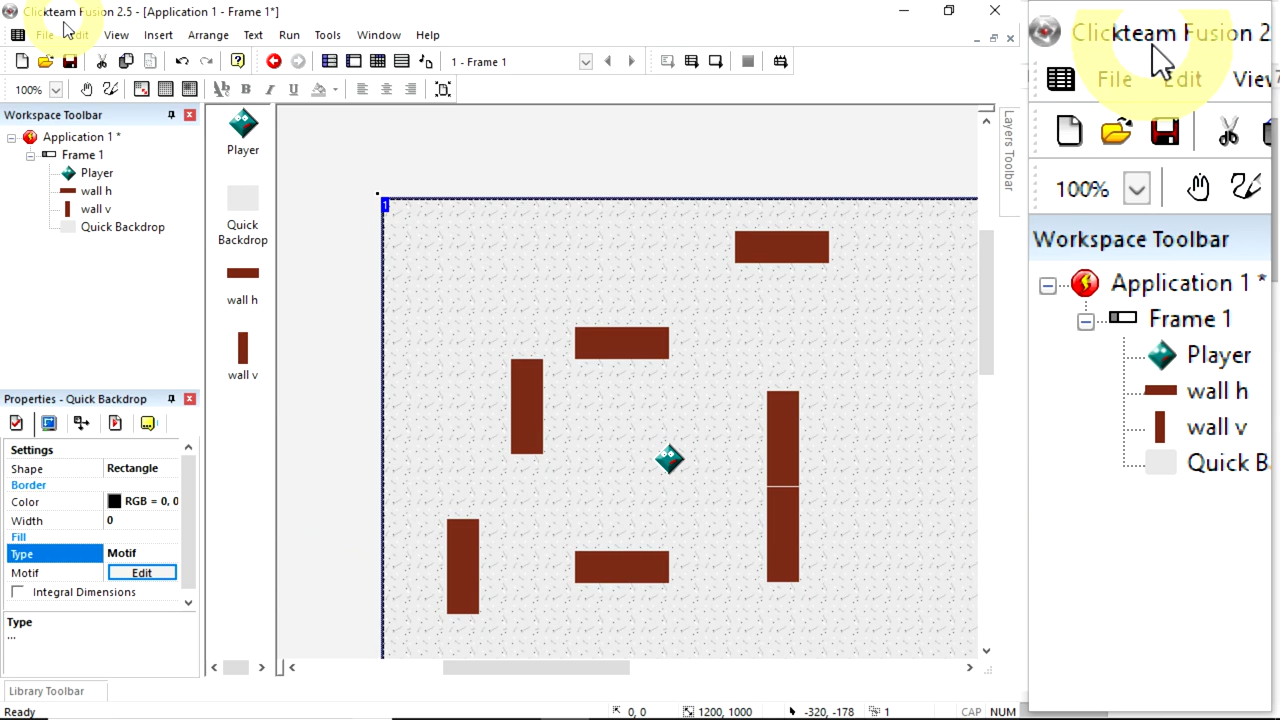 Clickteam Fusion 2.5 - [Application 1 - Frame 1*]
File Edit View Insert Arrange Text Run Tools Window Help
1 - Frame 1
100%
B I U
Workspace Toolbar
Application 1 *
Frame 1
Player
wall h
wall v
Quick Backdrop
Player
Quick
Backdrop
wall h
wall v
1
Layers Toolbar
Properties - Quick Backdrop
Settings
Shape Rectangle
Border
Color RGB = 0, 0
Width 0
Fill
Type Motif
Motif Edit
Integral Dimensions
Type
...
Library Toolbar
Ready
0, 0
1200, 1000
-320, -178
1
CAP NUM
Clickteam Fusion 2
File Edit View
100%
Workspace Toolbar
Application 1 *
Frame 1
Player
wall h
wall v
Quick B